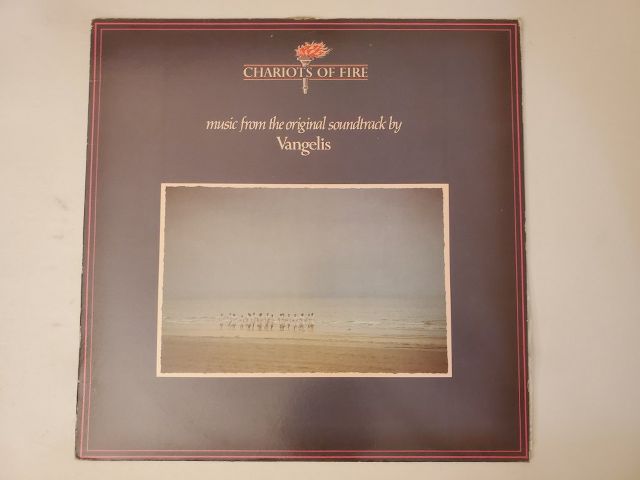 CHARIOTS OF FIRE
music from the original soundtrack by
Vangelis